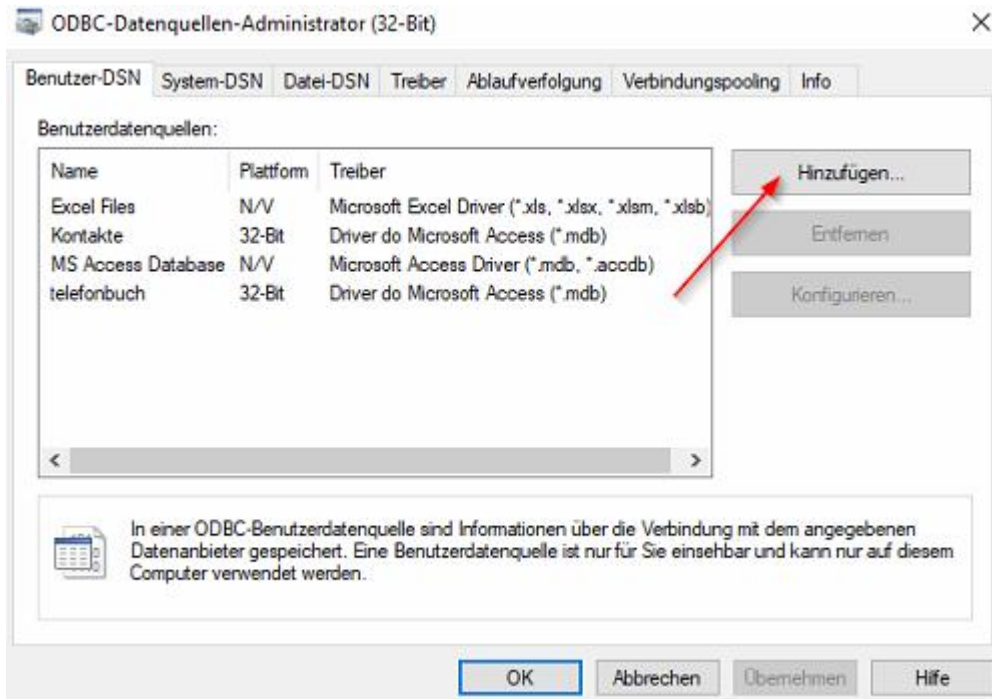 ODBC-Datenquellen-Administrator (32-Bit)
Benutzer-DSN System-DSN Datei-DSN Treiber Ablaufverfolgung Verbindungspooling Info
Benutzerdatenquellen:
Name Plattform Treiber
Excel Files N/V Microsoft Excel Driver (*.xls, *.xlsx, *.xlsm, *.xlsb)
Kontakte 32-Bit Driver do Microsoft Access (*.mdb)
MS Access Database N/V Microsoft Access Driver (*.mdb, *.accdb)
telefonbuch 32-Bit Driver do Microsoft Access (*.mdb)
Hinzufügen...
Entfernen
Konfigurieren...
In einer ODBC-Benutzerdatenquelle sind Informationen über die Verbindung mit dem angegebenen
Datenanbieter gespeichert. Eine Benutzerdatenquelle ist nur für Sie einsehbar und kann nur auf diesem
Computer verwendet werden.
OK Abbrechen Übernehmen Hilfe